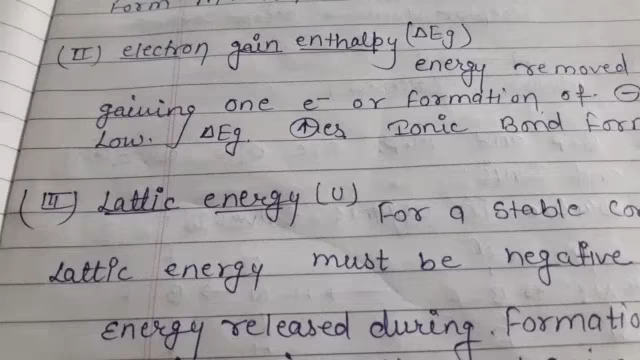 Form
(II) electron gain enthalpy (ΔEg)
energy removed
gaining one e- or formation of. ⊖
Low. ΔEg.
Ionic Bond Form
(III) Lattic energy (U)
For a stable Co
Lattic energy must be negative
Energy released during. Formatio